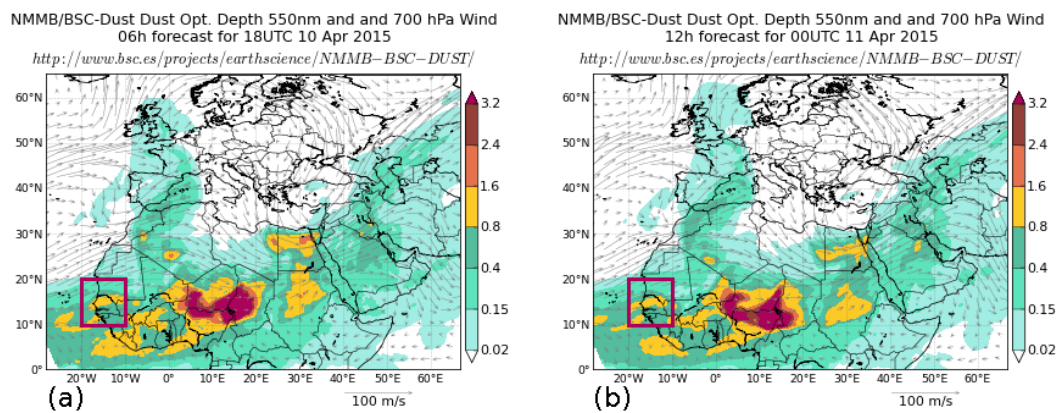 NMMB/BSC-Dust Dust Opt. Depth 550nm and and 700 hPa Wind
06h forecast for 18UTC 10 Apr 2015
http://www.bsc.es/projects/earthscience/NMMB-BSC-DUST/
60°N
50°N
40°N
30°N
20°N
10°N
0°
20°W
10°W
0°
10°E
20°E
30°E
40°E
50°E
60°E
3.2
2.4
1.6
0.8
0.4
0.15
0.02
(a)
100 m/s
NMMB/BSC-Dust Dust Opt. Depth 550nm and and 700 hPa Wind
12h forecast for 00UTC 11 Apr 2015
http://www.bsc.es/projects/earthscience/NMMB-BSC-DUST/
60°N
50°N
40°N
30°N
20°N
10°N
0°
20°W
10°W
0°
10°E
20°E
30°E
40°E
50°E
60°E
3.2
2.4
1.6
0.8
0.4
0.15
0.02
(b)
100 m/s